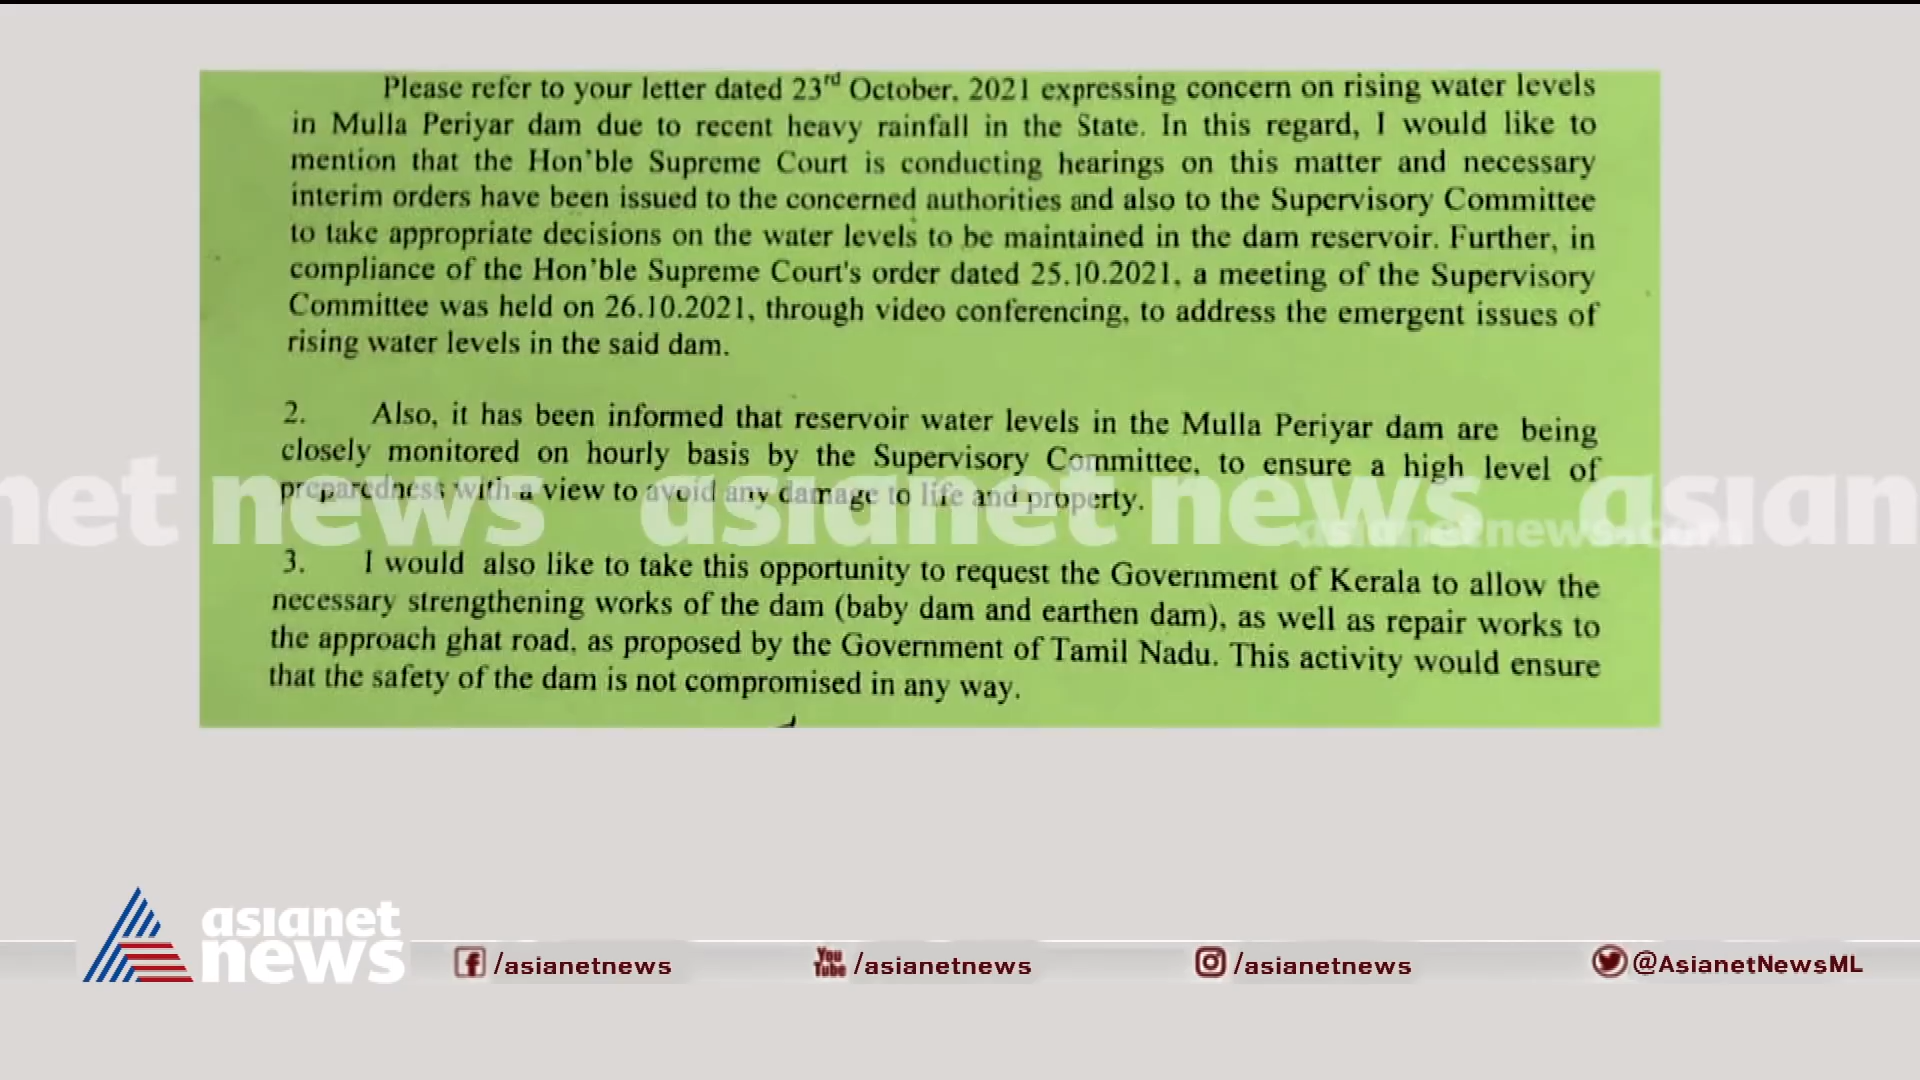 Please refer to your letter dated 23rd October, 2021 expressing concern on rising water levels
in Mulla Periyar dam due to recent heavy rainfall in the State. In this regard, I would like to
mention that the Hon'ble Supreme Court is conducting hearings on this matter and necessary
interim orders have been issued to the concerned authorities and also to the Supervisory Committee
to take appropriate decisions on the water levels to be maintained in the dam reservoir. Further, in
compliance of the Hon'ble Supreme Court's order dated 25.10.2021, a meeting of the Supervisory
Committee was held on 26.10.2021, through video conferencing, to address the emergent issues of
rising water levels in the said dam.
2. Also, it has been informed that reservoir water levels in the Mulla Periyar dam are being
closely monitored on hourly basis by the Supervisory Committee, to ensure a high level of
preparedness with a view to avoid any damage to life and property.
net news asianet news asian
asianetnews.com
3. I would also like to take this opportunity to request the Government of Kerala to allow the
necessary strengthening works of the dam (baby dam and earthen dam), as well as repair works to
the approach ghat road, as proposed by the Government of Tamil Nadu. This activity would ensure
that the safety of the dam is not compromised in any way.
asianet
news
/asianetnews You Tube /asianetnews /asianetnews @AsianetNewsML